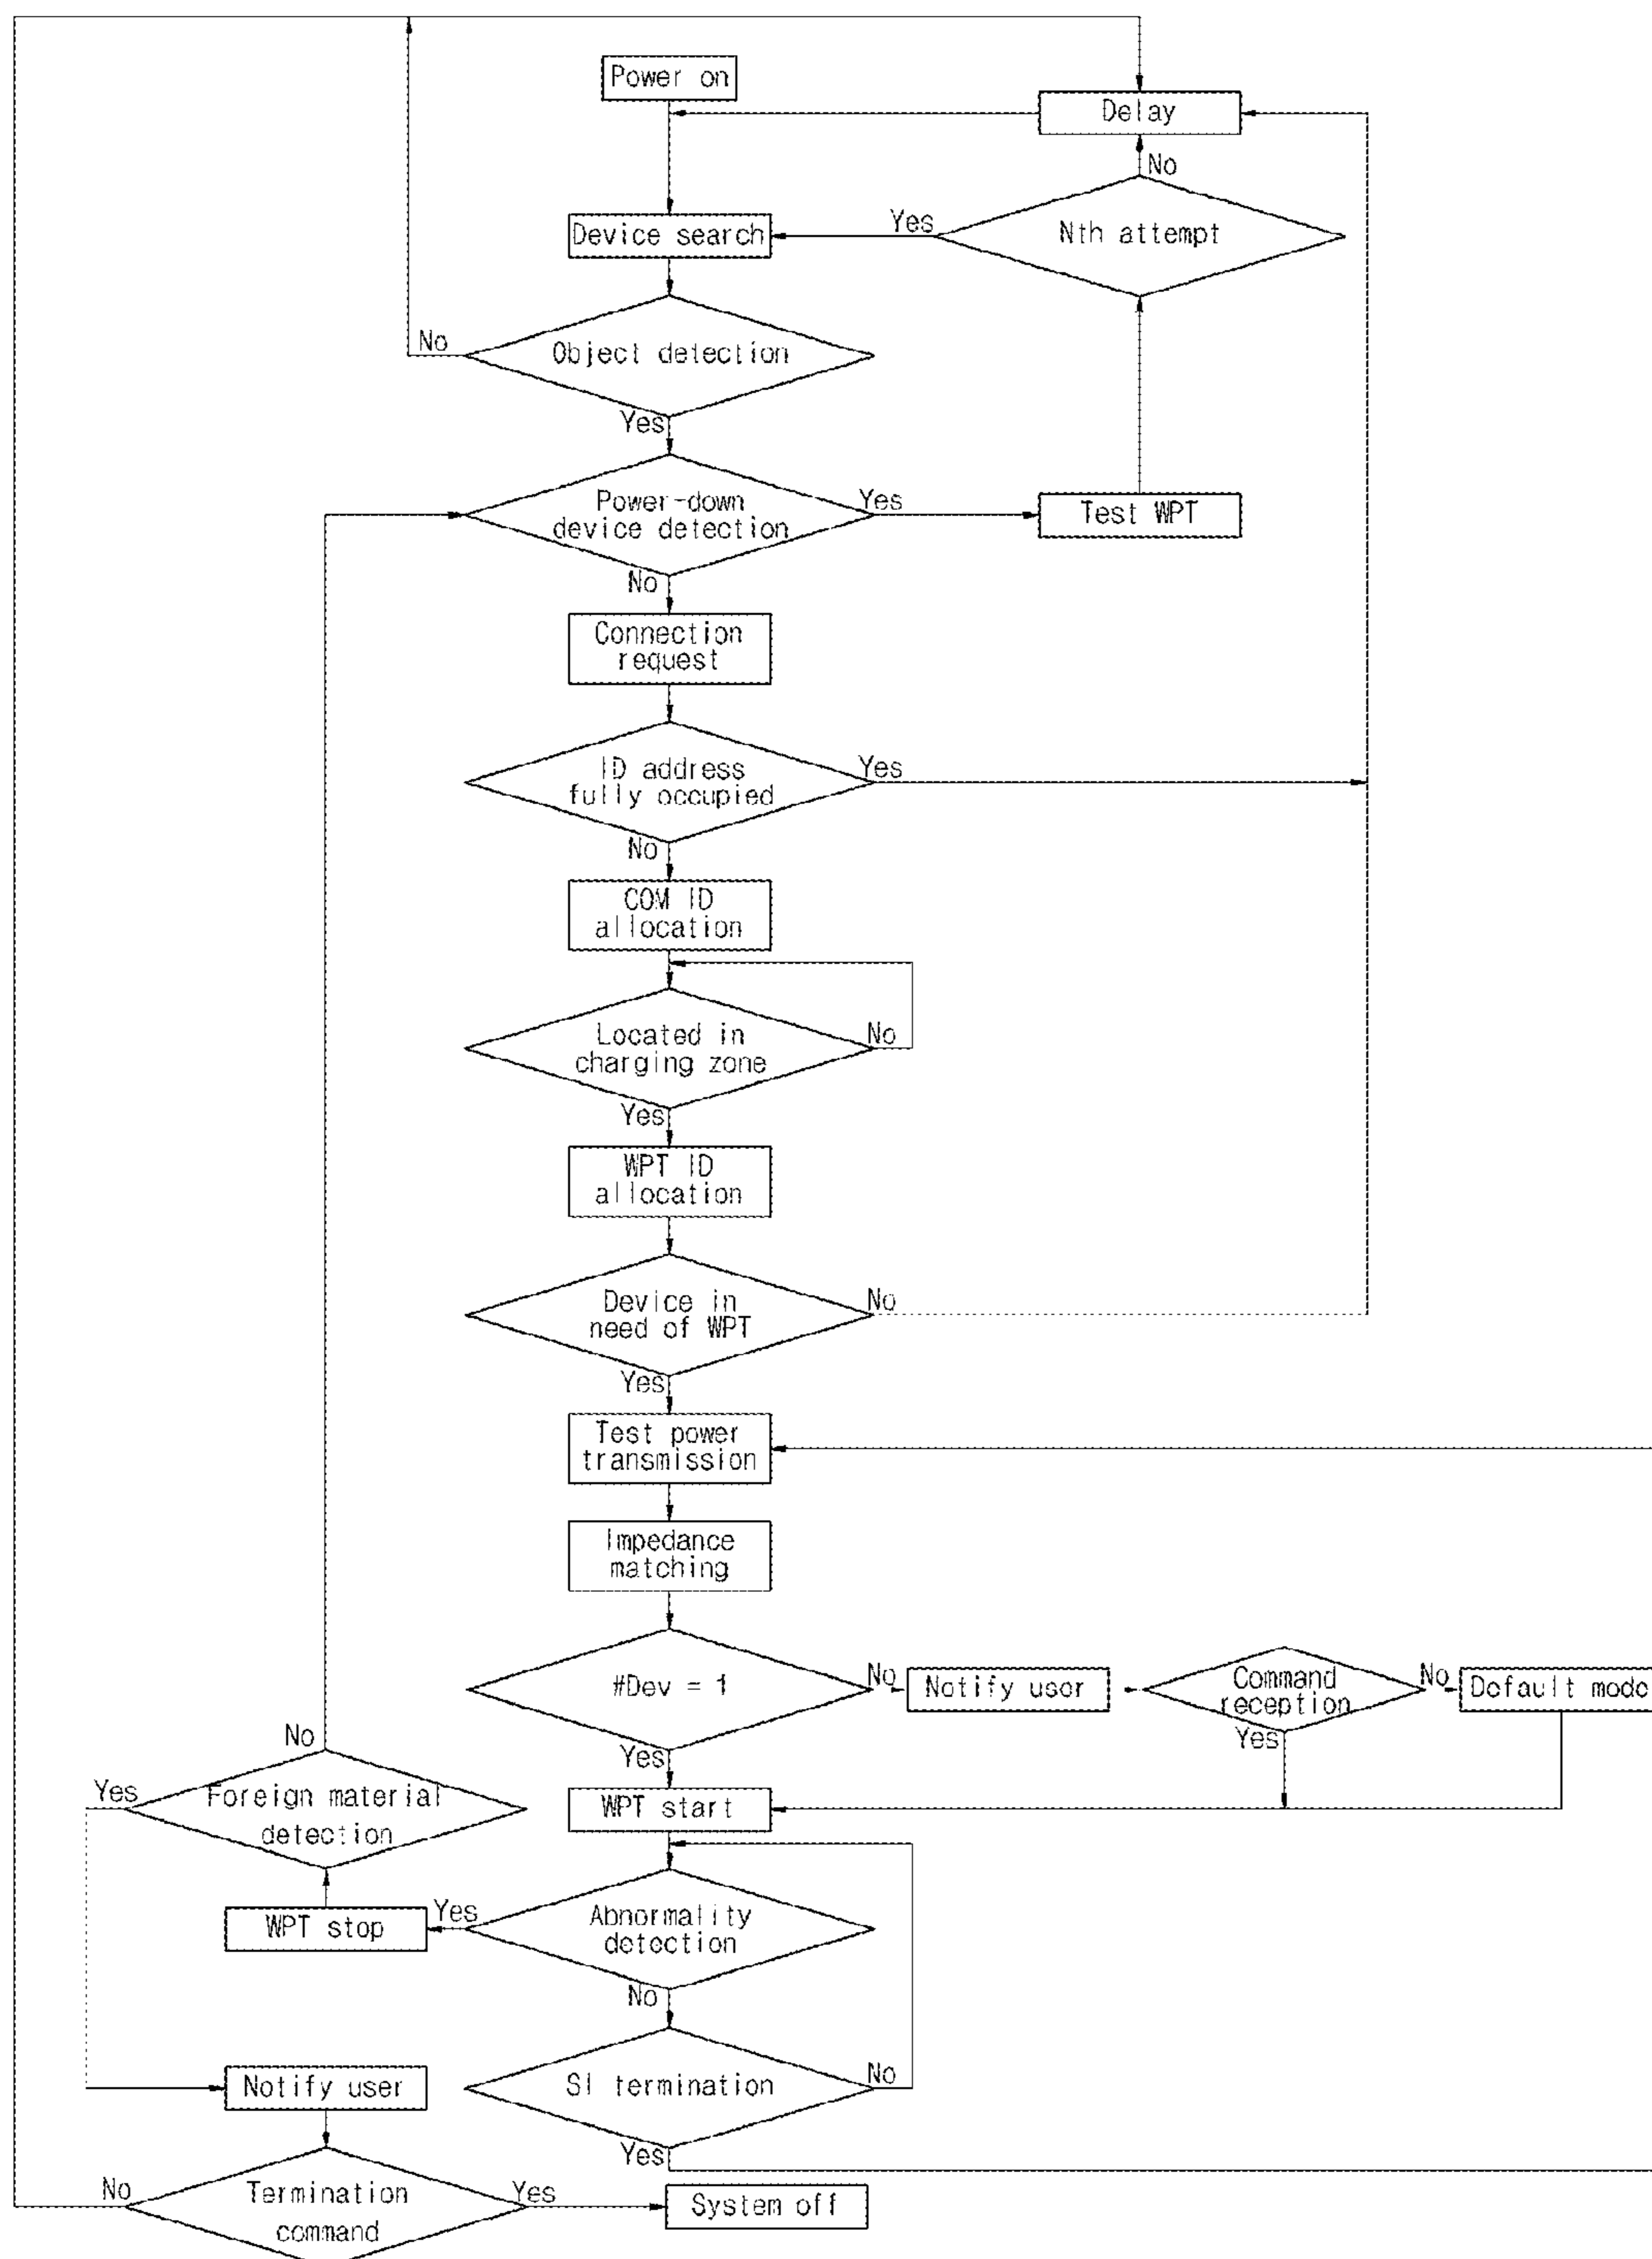 Power on
Delay
No
Yes
Nth attempt
Device search
No
Object detection
Yes
Power-down
device detection
Yes
Test WPT
No
Connection
request
ID address
fully occupied
Yes
No
COM ID
allocation
Located in
charging zone
No
Yes
WPT ID
allocation
Device in
need of WPT
No
Yes
Test power
transmission
Impedance
matching
#Dev = 1
No
Notify user
Command
reception
No
Default mode
Yes
Yes
No
Yes
Foreign material
detection
WPT start
WPT stop
Yes
Abnormality
detection
No
Notify user
SI termination
No
Yes
No
Termination
command
Yes
System off